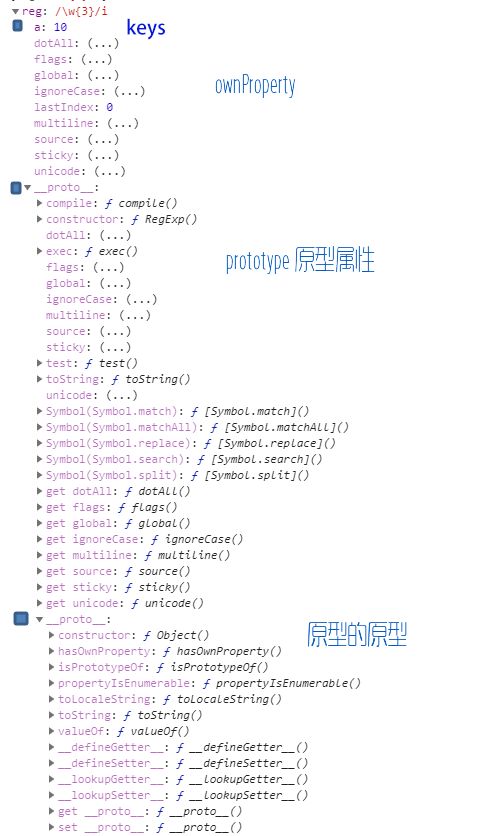 reg: /\w{3}/i
a: 10
keys
dotAll: (...)
flags: (...)
global: (...)
ownProperty
ignoreCase: (...)
lastIndex: 0
multiline: (...)
source: (...)
sticky: (...)
unicode: (...)
__proto__:
compile: ƒ compile()
constructor: ƒ RegExp()
dotAll: (...)
exec: ƒ exec()
prototype 原型属性
flags: (...)
global: (...)
ignoreCase: (...)
multiline: (...)
source: (...)
sticky: (...)
test: ƒ test()
toString: ƒ toString()
unicode: (...)
Symbol(Symbol.match): ƒ [Symbol.match]()
Symbol(Symbol.matchAll): ƒ [Symbol.matchAll]()
Symbol(Symbol.replace): ƒ [Symbol.replace]()
Symbol(Symbol.search): ƒ [Symbol.search]()
Symbol(Symbol.split): ƒ [Symbol.split]()
get dotAll: ƒ dotAll()
get flags: ƒ flags()
get global: ƒ global()
get ignoreCase: ƒ ignoreCase()
get multiline: ƒ multiline()
get source: ƒ source()
get sticky: ƒ sticky()
get unicode: ƒ unicode()
__proto__:
constructor: ƒ Object()
原型的原型
hasOwnProperty: ƒ hasOwnProperty()
isPrototypeOf: ƒ isPrototypeOf()
propertyIsEnumerable: ƒ propertyIsEnumerable()
toLocaleString: ƒ toLocaleString()
toString: ƒ toString()
valueOf: ƒ valueOf()
__defineGetter__: ƒ __defineGetter__()
__defineSetter__: ƒ __defineSetter__()
__lookupGetter__: ƒ __lookupGetter__()
__lookupSetter__: ƒ __lookupSetter__()
get __proto__: ƒ __proto__()
set __proto__: ƒ __proto__()